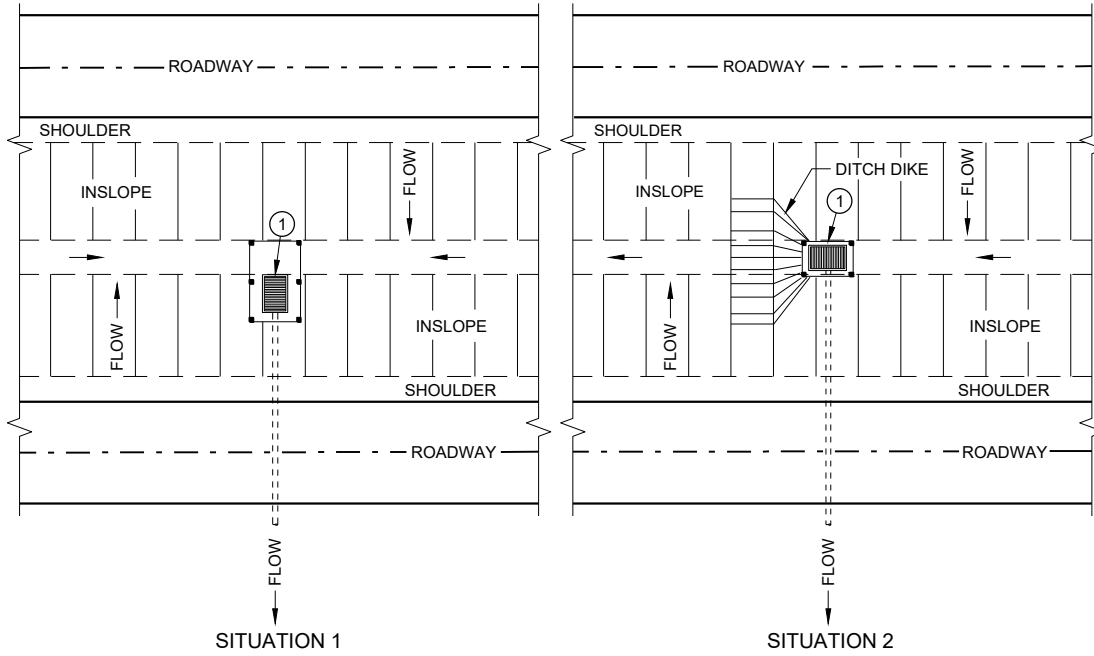 ROADWAY
SHOULDER
INSLOPE
FLOW
1
FLOW
INSLOPE
SHOULDER
ROADWAY
FLOW
SITUATION 1
ROADWAY
SHOULDER
DITCH DIKE
INSLOPE
FLOW
1
FLOW
INSLOPE
SHOULDER
ROADWAY
FLOW
SITUATION 2